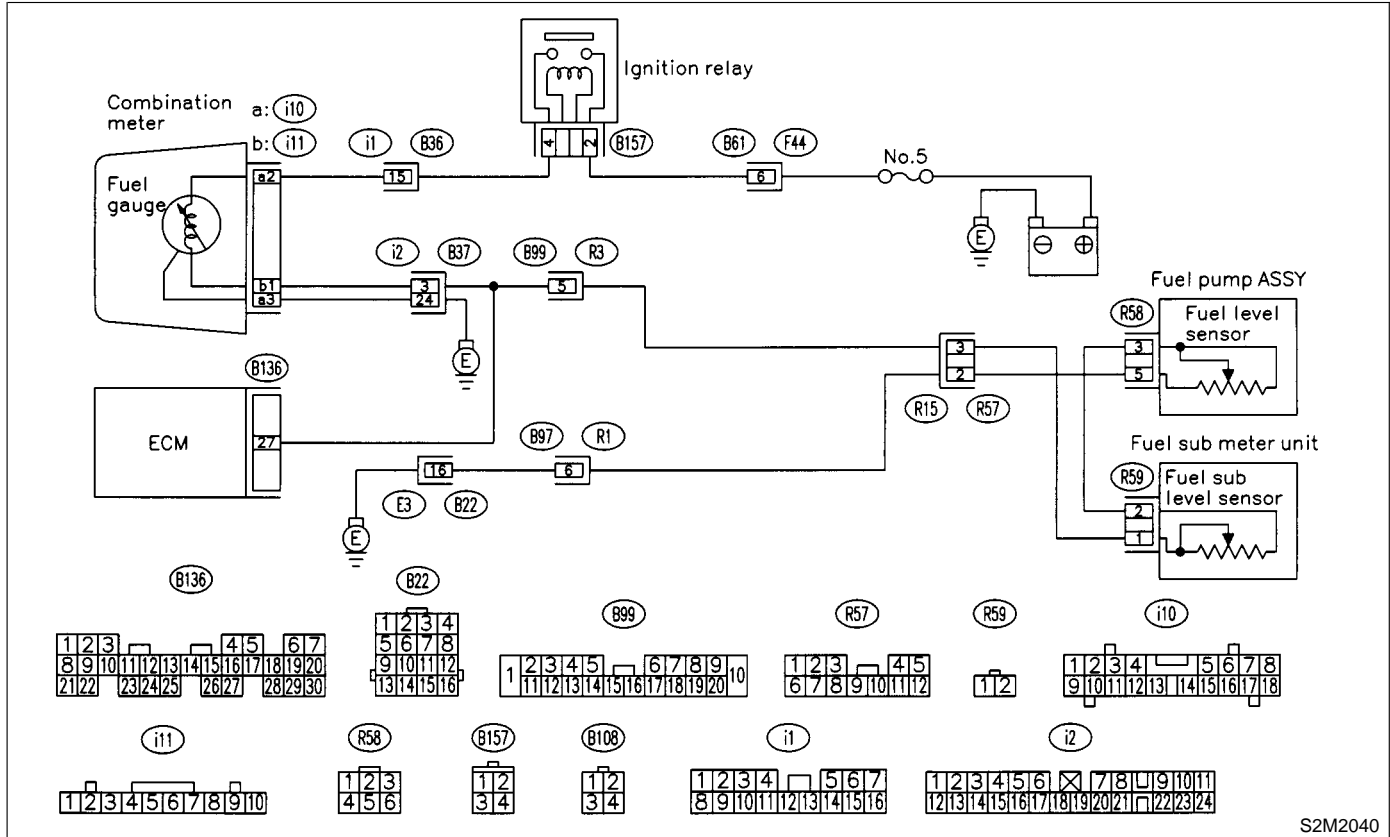 Ignition relay
Combination meter
a: i10
b: i11
i1 B36
4 2 B157
B61 F44
No.5
Fuel gauge
a2
15
6
E
⊖ ⊕
i2 B37
B99 R3
b1
a3
3
24
5
E
Fuel pump ASSY
R58
Fuel level sensor
3
5
3
2
R15 R57
B136
ECM
27
B97 R1
16
6
E3 B22
E
Fuel sub meter unit
R59
Fuel sub level sensor
2
1
B136
1 2 3 4 5 6 7
8 9 10 11 12 13 14 15 16 17 18 19 20
21 22 23 24 25 26 27 28 29 30
B22
1 2 3 4
5 6 7 8
9 10 11 12
13 14 15 16
B99
1 2 3 4 5 6 7 8 9 10
11 12 13 14 15 16 17 18 19 20
R57
1 2 3 4 5
6 7 8 9 10 11 12
R59
1 2
i10
1 2 3 4 5 6 7 8
9 10 11 12 13 14 15 16 17 18
i11
1 2 3 4 5 6 7 8 9 10
R58
1 2 3
4 5 6
B157
1 2
3 4
B108
1 2
3 4
i1
1 2 3 4 5 6 7
8 9 10 11 12 13 14 15 16
i2
1 2 3 4 5 6 7 8 9 10 11
12 13 14 15 16 17 18 19 20 21 22 23 24
S2M2040